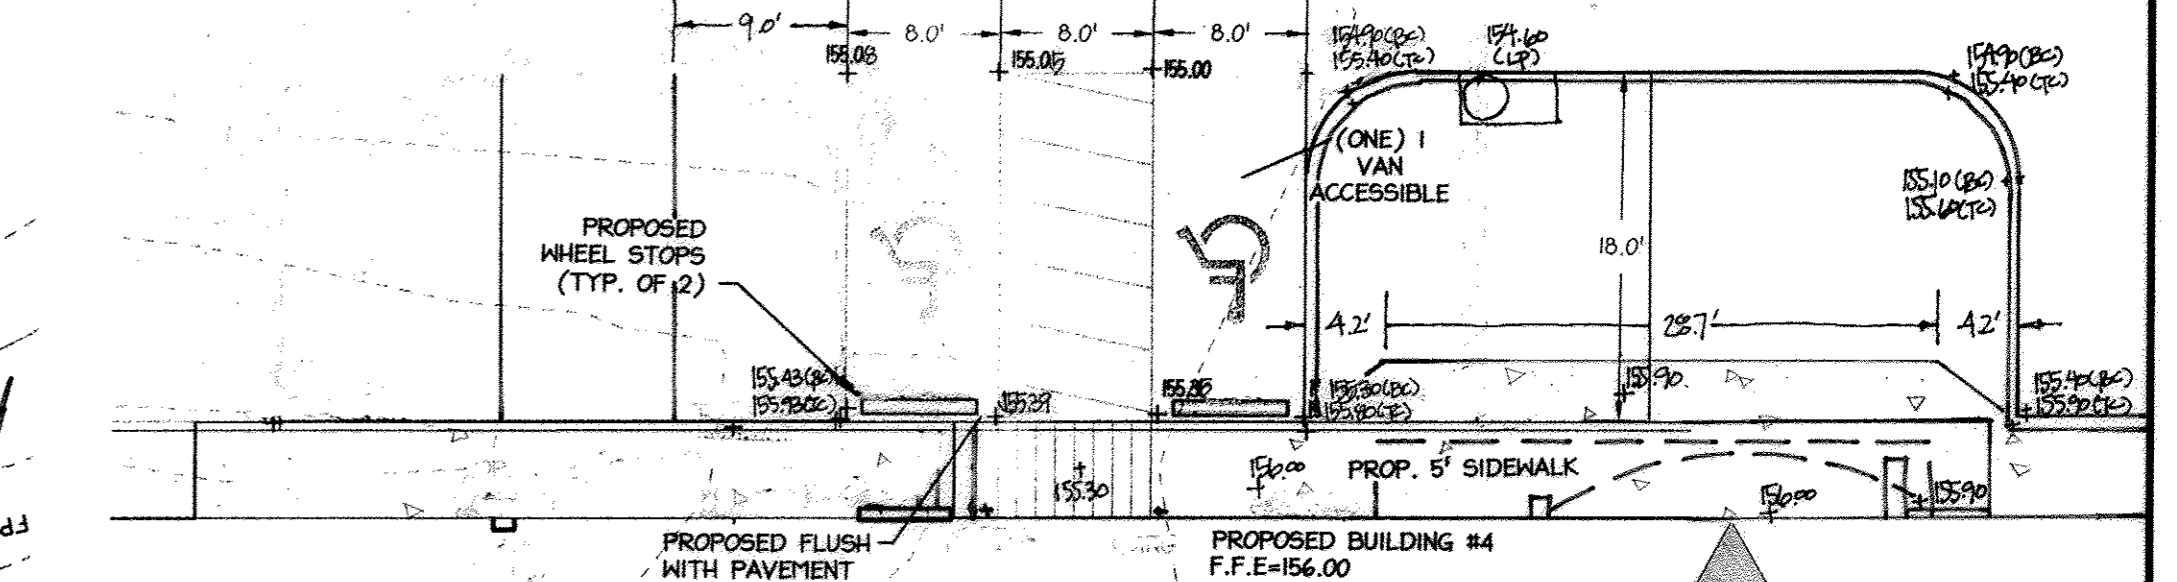 9.0'
8.0'
8.0'
8.0'
155.08
155.05
155.00
154.90(BC)
155.40(TC)
154.60
(LP)
154.90(BC)
155.40(TC)
(ONE) 1
VAN
ACCESSIBLE
155.10(BC)
155.60(TC)
PROPOSED
WHEEL STOPS
(TYP. OF 2)
18.0'
4.2'
28.7'
4.2'
155.43(BC)
155.93(TC)
155.39
155.30(BC)
155.80(TC)
155.90
155.40(BC)
155.90(TC)
155.30
156.00
PROP. 5' SIDEWALK
156.00
155.90
FP
PROPOSED FLUSH
WITH PAVEMENT
PROPOSED BUILDING #4
F.F.E=156.00